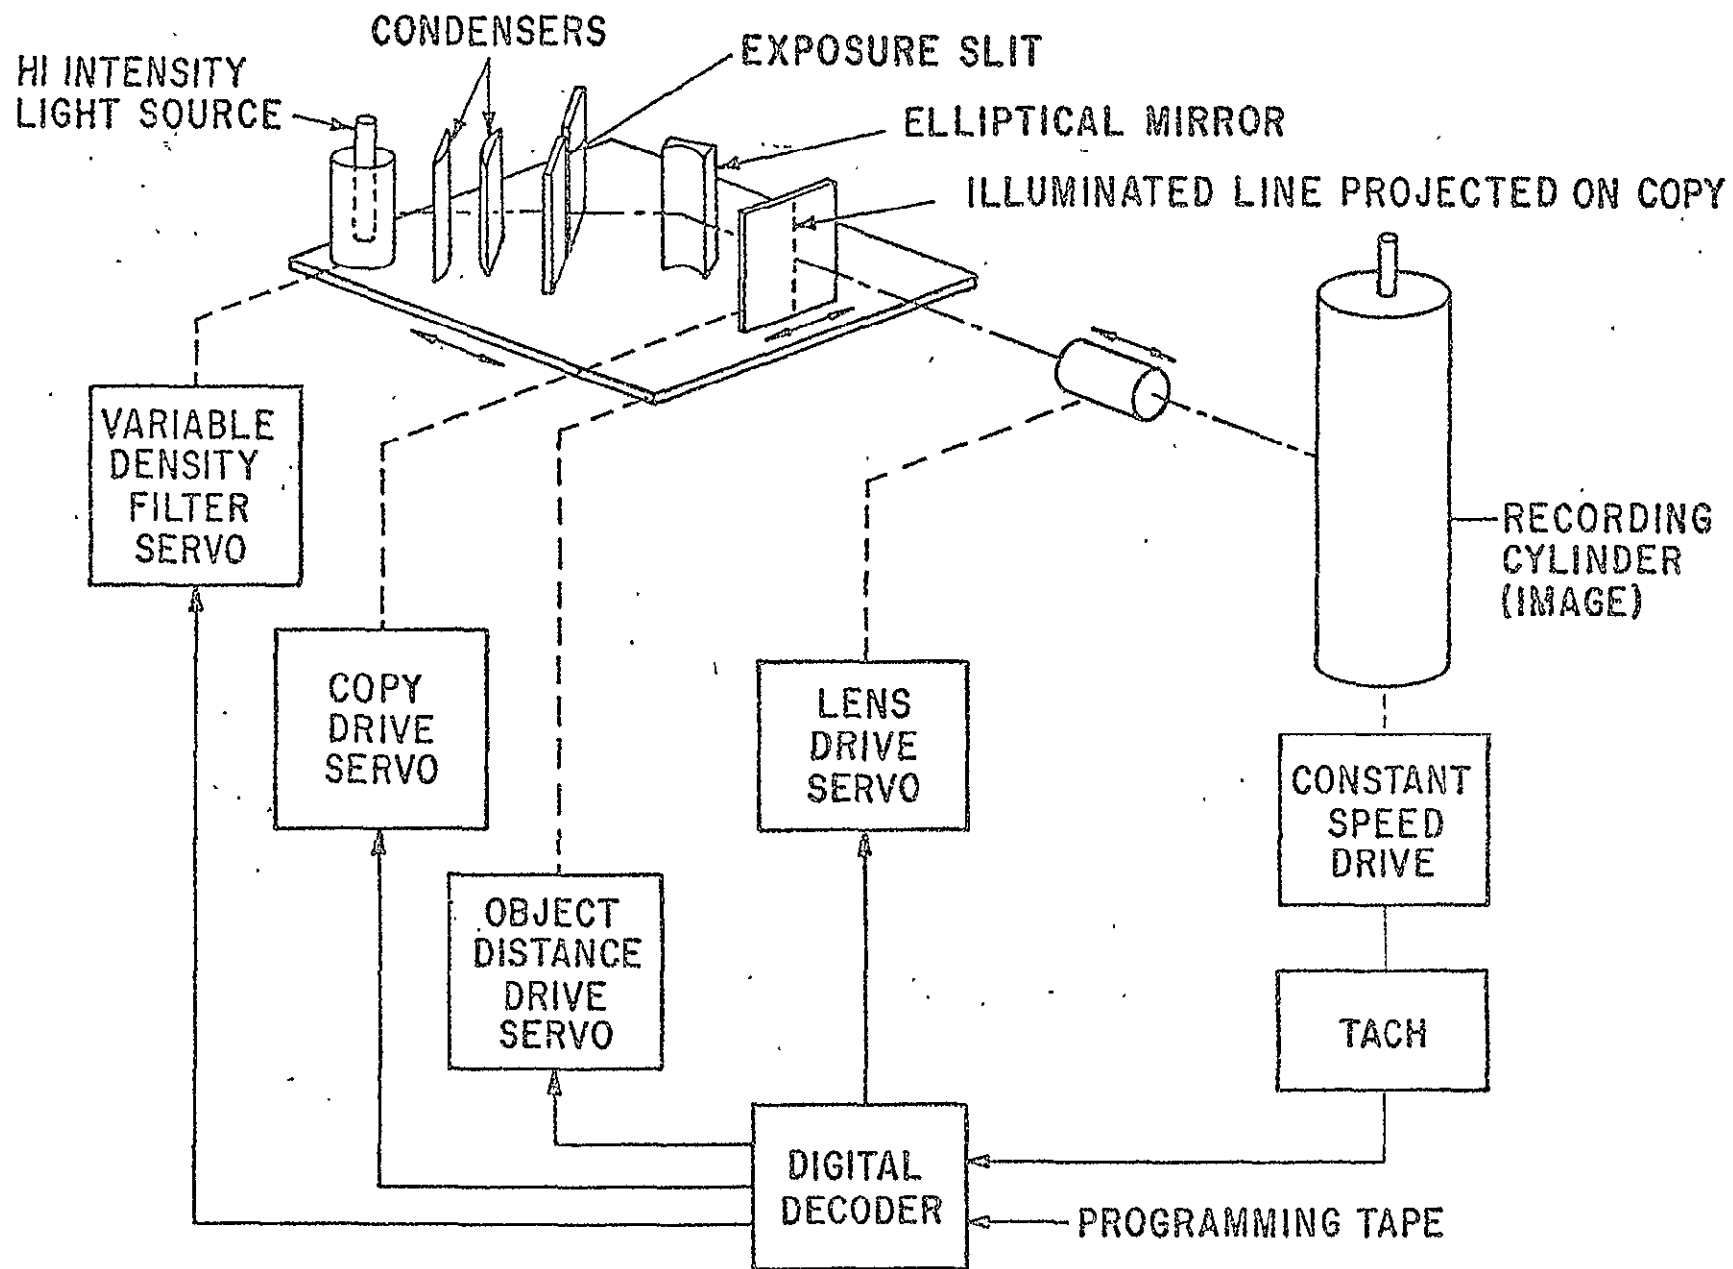 CONDENSERS
HI INTENSITY
LIGHT SOURCE
EXPOSURE SLIT
ELLIPTICAL MIRROR
ILLUMINATED LINE PROJECTED ON COPY
VARIABLE
DENSITY
FILTER
SERVO
COPY
DRIVE
SERVO
OBJECT
DISTANCE
DRIVE
SERVO
LENS
DRIVE
SERVO
RECORDING
CYLINDER
(IMAGE)
CONSTANT
SPEED
DRIVE
TACH
DIGITAL
DECODER
PROGRAMMING TAPE